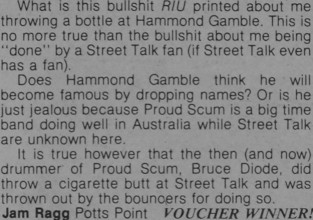 What is this bullshit RIU printed about me
throwing a bottle at Hammond Gamble. This is
no more true than the bullshit about me being
"done" by a Street Talk fan (if Street Talk even
has a fan).
Does Hammond Gamble think he will
become famous by dropping names? Or is he
just jealous because Proud Scum is a big time
band doing well in Australia while Street Talk
are unknown here.
It is true however that the then (and now)
drummer of Proud Scum, Bruce Diode, did
throw a cigarette butt at Street Talk and was
thrown out by the bouncers for doing so.
Jam Ragg Potts Point VOUCHER WINNER!